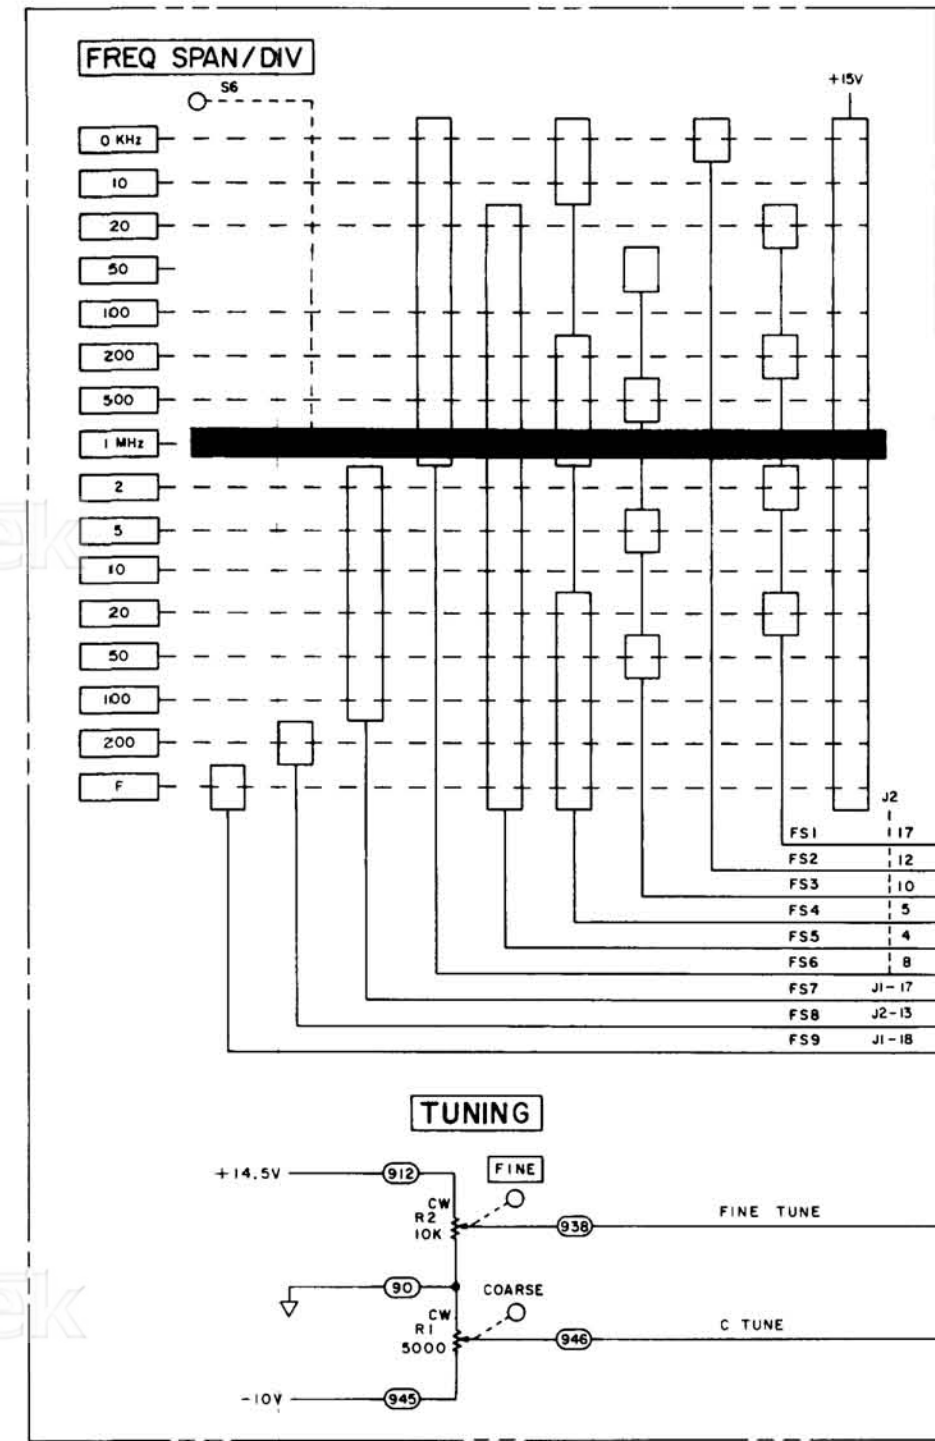 FREQ SPAN/DIV
S6
+15V
0 KHz
10
20
50
100
200
500
1 MHz
2
5
10
20
50
100
200
F
J2
FS1 17
FS2 12
FS3 10
FS4 5
FS5 4
FS6 8
FS7 J1-17
FS8 J2-13
FS9 J1-18
TUNING
+14.5V 912 FINE
CW
R2
10K
938 FINE TUNE
90 COARSE
CW
R1
5000
946 C TUNE
-10V 945
ek
ek